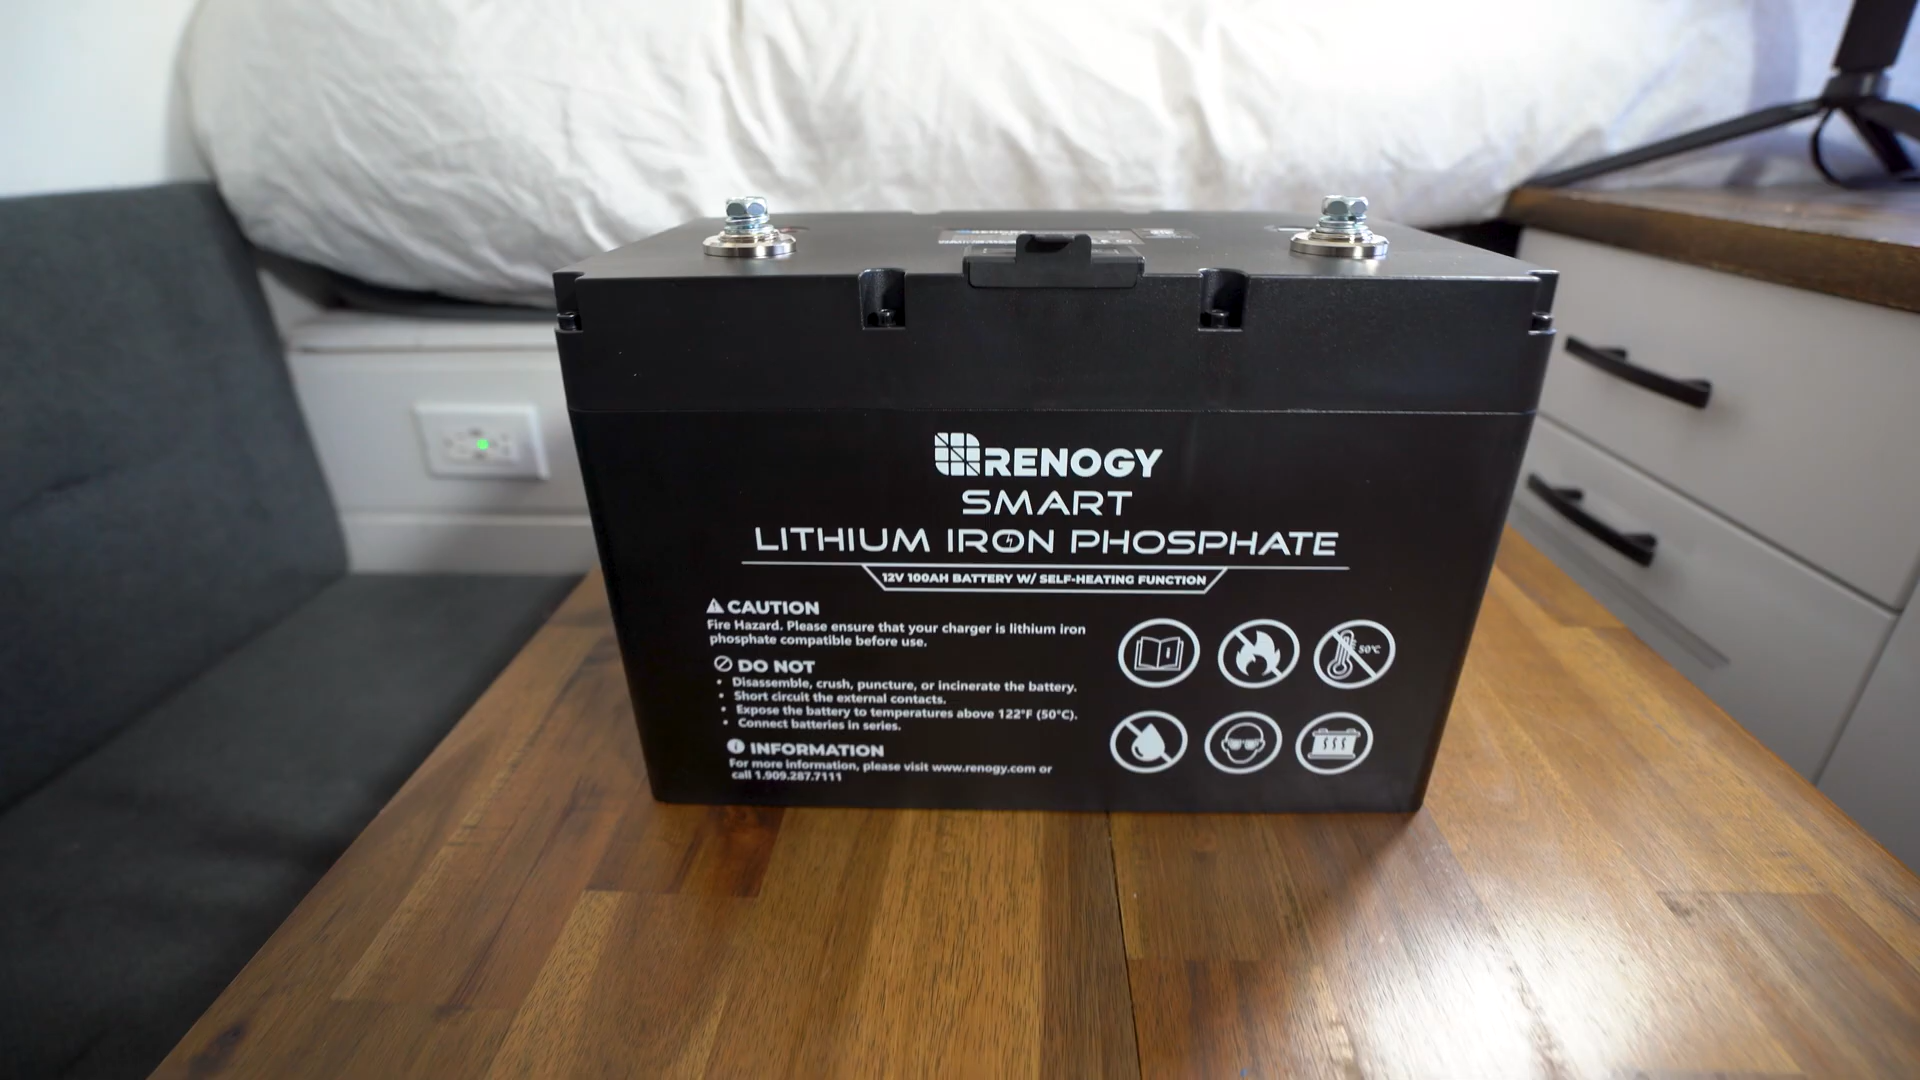 RENOGY
SMART
LITHIUM IRON PHOSPHATE
12V 100AH BATTERY W/ SELF-HEATING FUNCTION
CAUTION
Fire Hazard. Please ensure that your charger is lithium iron
phosphate compatible before use.
DO NOT
• Disassemble, crush, puncture, or incinerate the battery.
• Short circuit the external contacts.
• Expose the battery to temperatures above 122°F (50°C).
• Connect batteries in series.
INFORMATION
For more information, please visit www.renogy.com or
call 1.909.287.7111
50°C